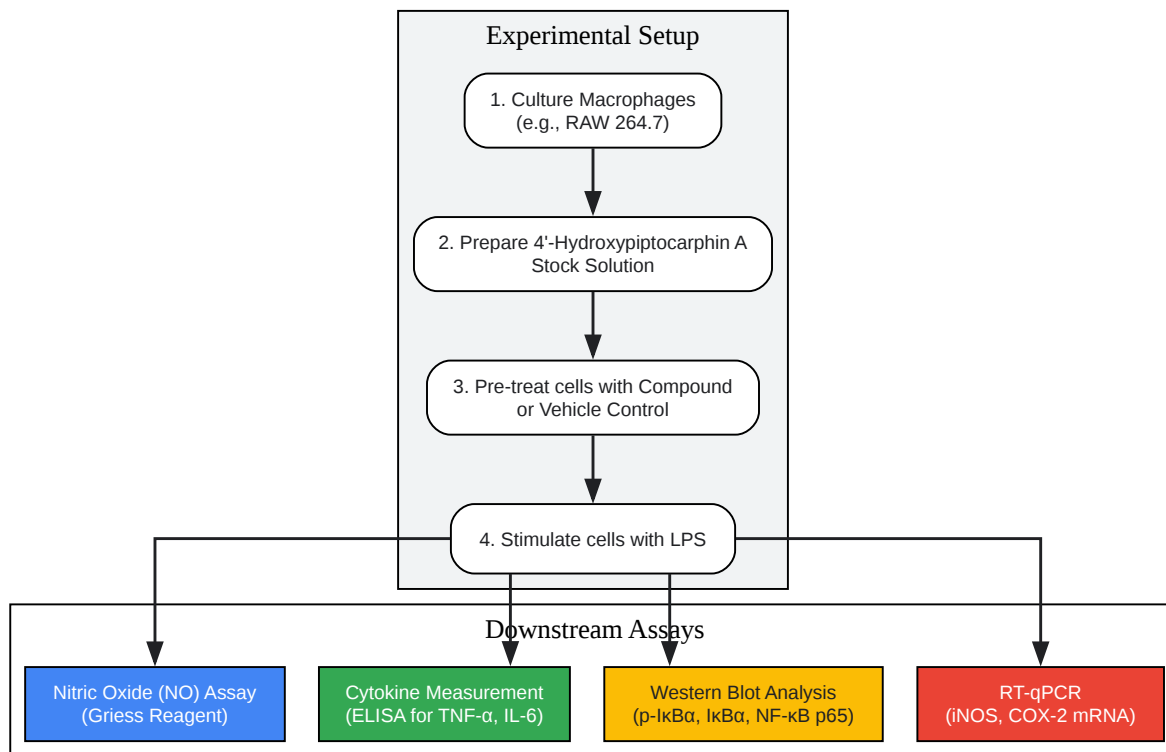 Experimental Setup
1. Culture Macrophages
(e.g., RAW 264.7)
2. Prepare 4'-Hydroxypiptocarphin A
Stock Solution
3. Pre-treat cells with Compound
or Vehicle Control
4. Stimulate cells with LPS
Downstream Assays
Nitric Oxide (NO) Assay
(Griess Reagent)
Cytokine Measurement
(ELISA for TNF-α, IL-6)
Western Blot Analysis
(p-IκBα, IκBα, NF-κB p65)
RT-qPCR
(iNOS, COX-2 mRNA)